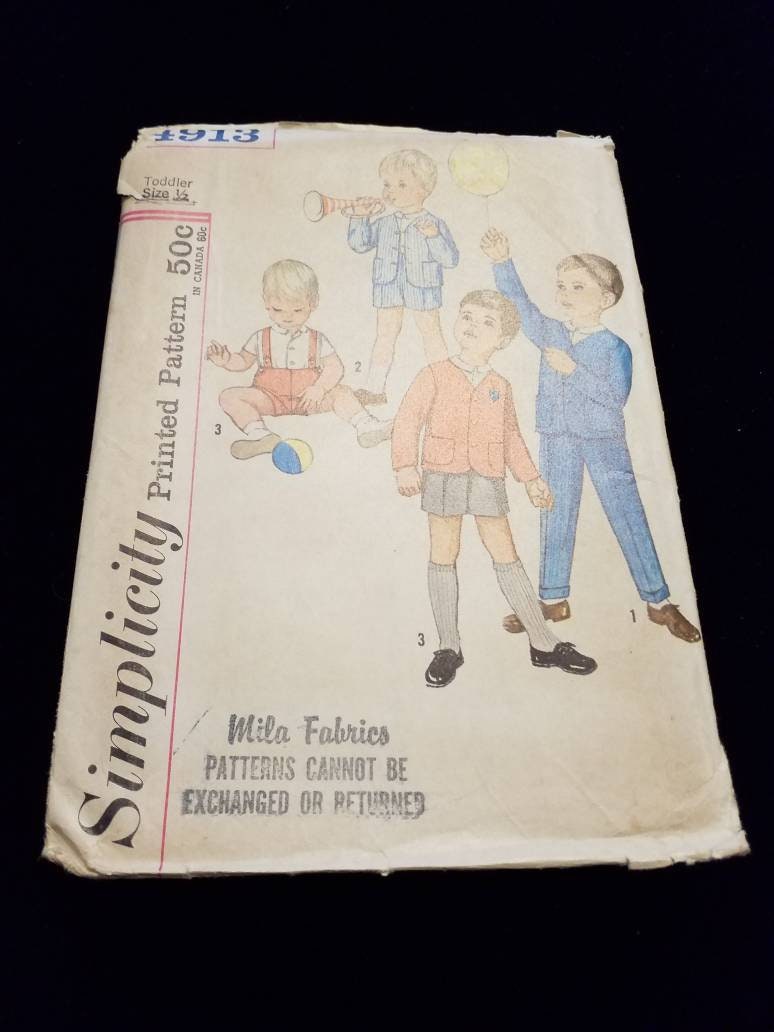 4913
Toddler
Size ½
Simplicity Printed Pattern 50c
IN CANADA 60c
2
3
3
1
Mila Fabrics
PATTERNS CANNOT BE
EXCHANGED OR RETURNED